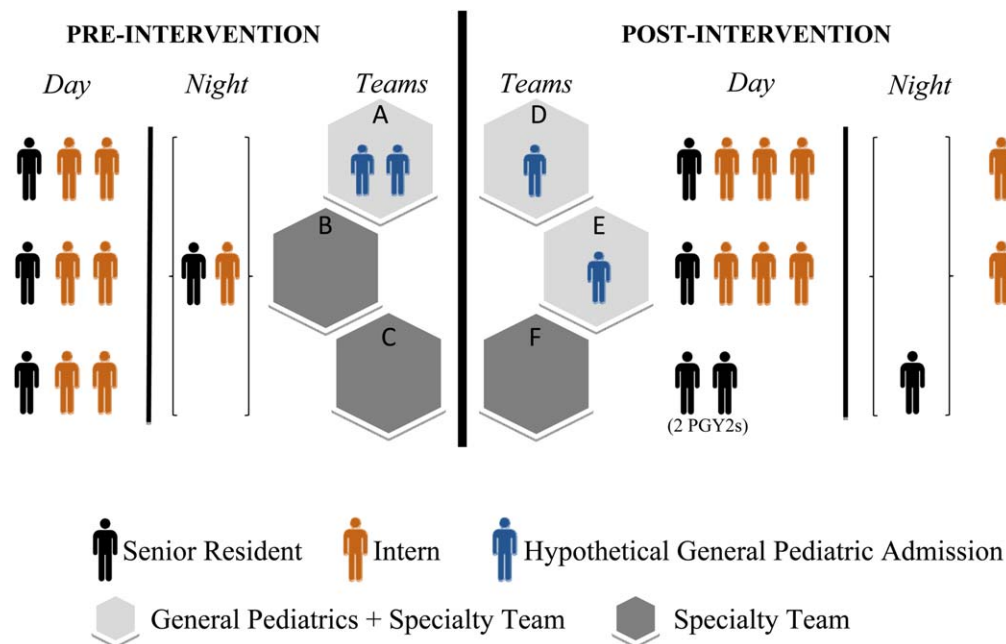 PRE-INTERVENTION
POST-INTERVENTION
Day
Night
Teams
Teams
Day
Night
A
D
B
E
C
F
(2 PGY2s)
Senior Resident
Intern
Hypothetical General Pediatric Admission
General Pediatrics + Specialty Team
Specialty Team